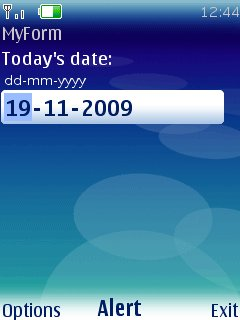 12:44
MyForm
Today's date:
dd-mm-yyyy
19-11-2009
Options Alert Exit